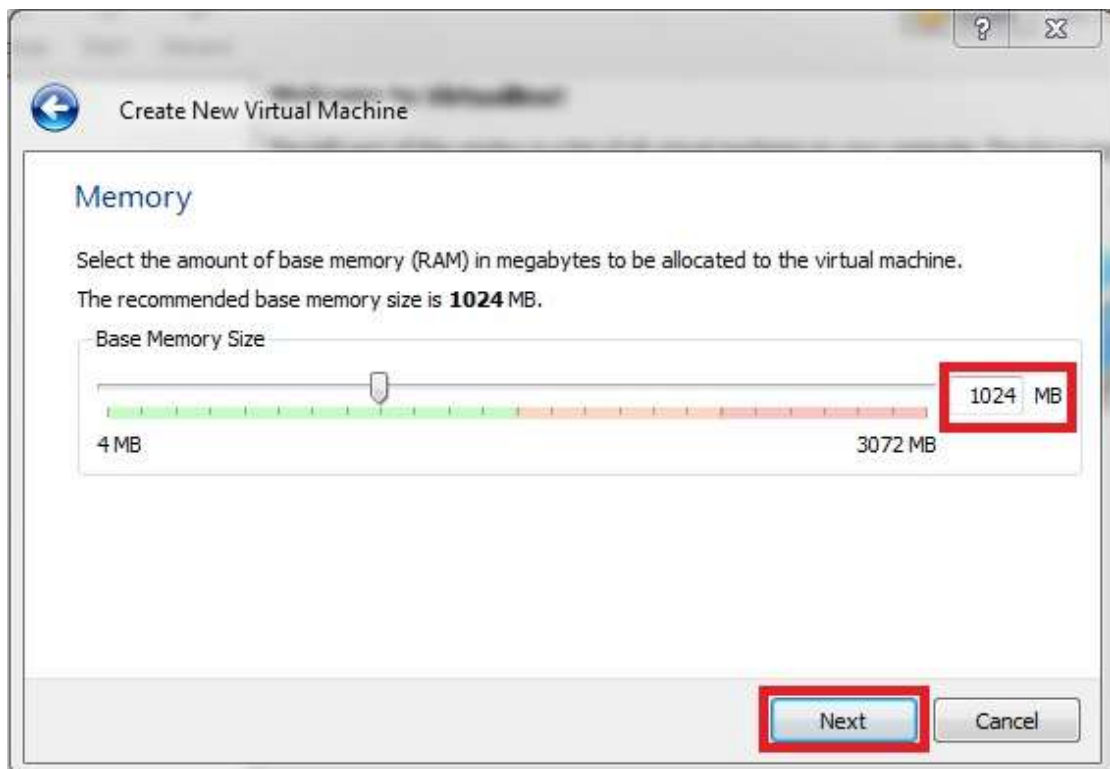 Create New Virtual Machine
Memory
Select the amount of base memory (RAM) in megabytes to be allocated to the virtual machine.
The recommended base memory size is 1024 MB.
Base Memory Size
1024 MB
4 MB 3072 MB
Next Cancel